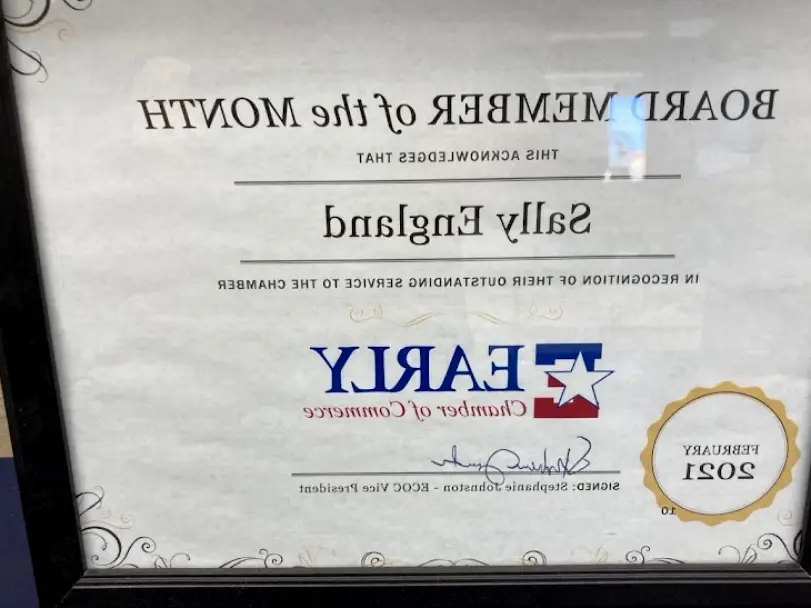 BOARD MEMBER of the MONTH
THIS ACKNOWLEDGES THAT
Sally England
IN RECOGNITION OF THEIR OUTSTANDING SERVICE TO THE CHAMBER
EARLY
Chamber of Commerce
SIGNED: Stephanie Johnston - ECOC Vice President
FEBRUARY
2021
10